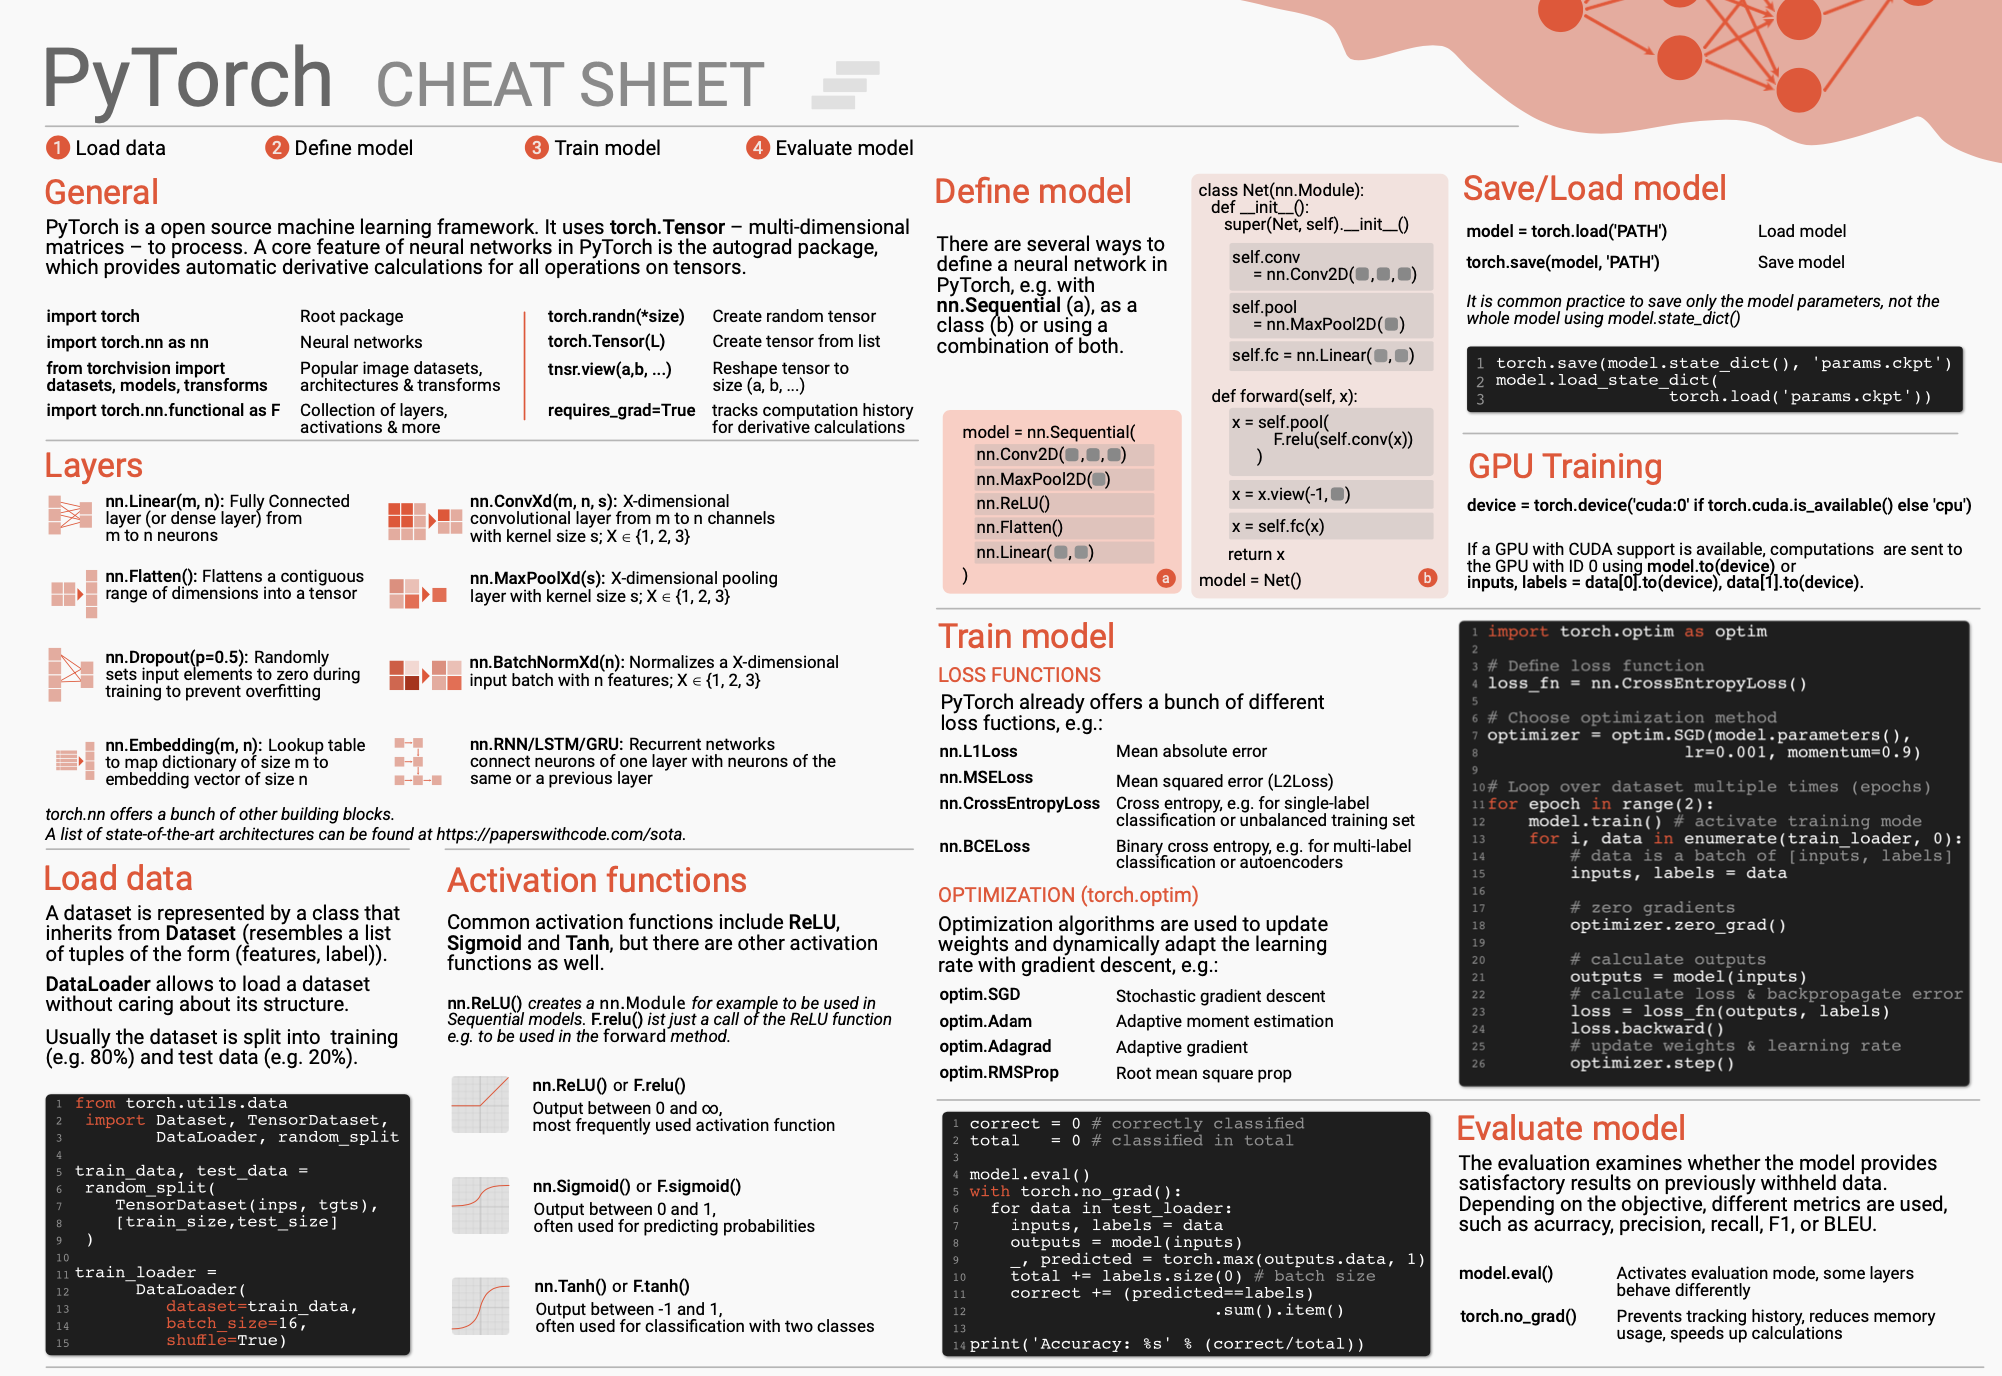 PyTorch CHEAT SHEET
1 Load data
2 Define model
3 Train model
4 Evaluate model
General
PyTorch is a open source machine learning framework. It uses torch.Tensor – multi-dimensional
matrices – to process. A core feature of neural networks in PyTorch is the autograd package,
which provides automatic derivative calculations for all operations on tensors.
import torch Root package
import torch.nn as nn Neural networks
from torchvision import Popular image datasets,
datasets, models, transforms architectures & transforms
import torch.nn.functional as F Collection of layers,
activations & more
torch.randn(*size) Create random tensor
torch.Tensor(L) Create tensor from list
tnsr.view(a,b, ...) Reshape tensor to
size (a, b, ...)
requires_grad=True tracks computation history
for derivative calculations
Layers
nn.Linear(m, n): Fully Connected
layer (or dense layer) from
m to n neurons
nn.ConvXd(m, n, s): X-dimensional
convolutional layer from m to n channels
with kernel size s; X ∈ {1, 2, 3}
nn.Flatten(): Flattens a contiguous
range of dimensions into a tensor
nn.MaxPoolXd(s): X-dimensional pooling
layer with kernel size s; X ∈ {1, 2, 3}
nn.Dropout(p=0.5): Randomly
sets input elements to zero during
training to prevent overfitting
nn.BatchNormXd(n): Normalizes a X-dimensional
input batch with n features; X ∈ {1, 2, 3}
nn.Embedding(m, n): Lookup table
to map dictionary of size m to
embedding vector of size n
nn.RNN/LSTM/GRU: Recurrent networks
connect neurons of one layer with neurons of the
same or a previous layer
torch.nn offers a bunch of other building blocks.
A list of state-of-the-art architectures can be found at https://paperswithcode.com/sota.
Load data
A dataset is represented by a class that
inherits from Dataset (resembles a list
of tuples of the form (features, label)).
DataLoader allows to load a dataset
without caring about its structure.
Usually the dataset is split into training
(e.g. 80%) and test data (e.g. 20%).
1 from torch.utils.data
2 import Dataset, TensorDataset,
3 DataLoader, random_split
4
5 train_data, test_data =
6 random_split(
7 TensorDataset(inps, tgts),
8 [train_size,test_size]
9 )
10
11 train_loader =
12 DataLoader(
13 dataset=train_data,
14 batch_size=16,
15 shuffle=True)
Activation functions
Common activation functions include ReLU,
Sigmoid and Tanh, but there are other activation
functions as well.
nn.ReLU() creates a nn.Module for example to be used in
Sequential models. F.relu() ist just a call of the ReLU function
e.g. to be used in the forward method.
nn.ReLU() or F.relu()
Output between 0 and ∞,
most frequently used activation function
nn.Sigmoid() or F.sigmoid()
Output between 0 and 1,
often used for predicting probabilities
nn.Tanh() or F.tanh()
Output between -1 and 1,
often used for classification with two classes
Define model
There are several ways to
define a neural network in
PyTorch, e.g. with
nn.Sequential (a), as a
class (b) or using a
combination of both.
model = nn.Sequential(
nn.Conv2D( , , )
nn.MaxPool2D( )
nn.ReLU()
nn.Flatten()
nn.Linear( , )
)
a
class Net(nn.Module):
def __init__():
super(Net, self).__init__()
self.conv
= nn.Conv2D( , , )
self.pool
= nn.MaxPool2D( )
self.fc = nn.Linear( , )
def forward(self, x):
x = self.pool(
F.relu(self.conv(x))
)
x = x.view(-1, )
x = self.fc(x)
return x
model = Net()
b
Save/Load model
model = torch.load('PATH') Load model
torch.save(model, 'PATH') Save model
It is common practice to save only the model parameters, not the
whole model using model.state_dict()
1 torch.save(model.state_dict(), 'params.ckpt')
2 model.load_state_dict(
3 torch.load('params.ckpt'))
GPU Training
device = torch.device('cuda:0' if torch.cuda.is_available() else 'cpu')
If a GPU with CUDA support is available, computations are sent to
the GPU with ID 0 using model.to(device) or
inputs, labels = data[0].to(device), data[1].to(device).
Train model
LOSS FUNCTIONS
PyTorch already offers a bunch of different
loss fuctions, e.g.:
nn.L1Loss Mean absolute error
nn.MSELoss Mean squared error (L2Loss)
nn.CrossEntropyLoss Cross entropy, e.g. for single-label
classification or unbalanced training set
nn.BCELoss Binary cross entropy, e.g. for multi-label
classification or autoencoders
OPTIMIZATION (torch.optim)
Optimization algorithms are used to update
weights and dynamically adapt the learning
rate with gradient descent, e.g.:
optim.SGD Stochastic gradient descent
optim.Adam Adaptive moment estimation
optim.Adagrad Adaptive gradient
optim.RMSProp Root mean square prop
1 import torch.optim as optim
2
3 # Define loss function
4 loss_fn = nn.CrossEntropyLoss()
5
6 # Choose optimization method
7 optimizer = optim.SGD(model.parameters(),
8 lr=0.001, momentum=0.9)
9
10 # Loop over dataset multiple times (epochs)
11 for epoch in range(2):
12 model.train() # activate training mode
13 for i, data in enumerate(train_loader, 0):
14 # data is a batch of [inputs, labels]
15 inputs, labels = data
16
17 # zero gradients
18 optimizer.zero_grad()
19
20 # calculate outputs
21 outputs = model(inputs)
22 # calculate loss & backpropagate error
23 loss = loss_fn(outputs, labels)
24 loss.backward()
25 # update weights & learning rate
26 optimizer.step()
1 correct = 0 # correctly classified
2 total = 0 # classified in total
3
4 model.eval()
5 with torch.no_grad():
6 for data in test_loader:
7 inputs, labels = data
8 outputs = model(inputs)
9 _, predicted = torch.max(outputs.data, 1)
10 total += labels.size(0) # batch size
11 correct += (predicted==labels)
12 .sum().item()
13
14 print('Accuracy: %s' % (correct/total))
Evaluate model
The evaluation examines whether the model provides
satisfactory results on previously withheld data.
Depending on the objective, different metrics are used,
such as acurracy, precision, recall, F1, or BLEU.
model.eval() Activates evaluation mode, some layers
behave differently
torch.no_grad() Prevents tracking history, reduces memory
usage, speeds up calculations